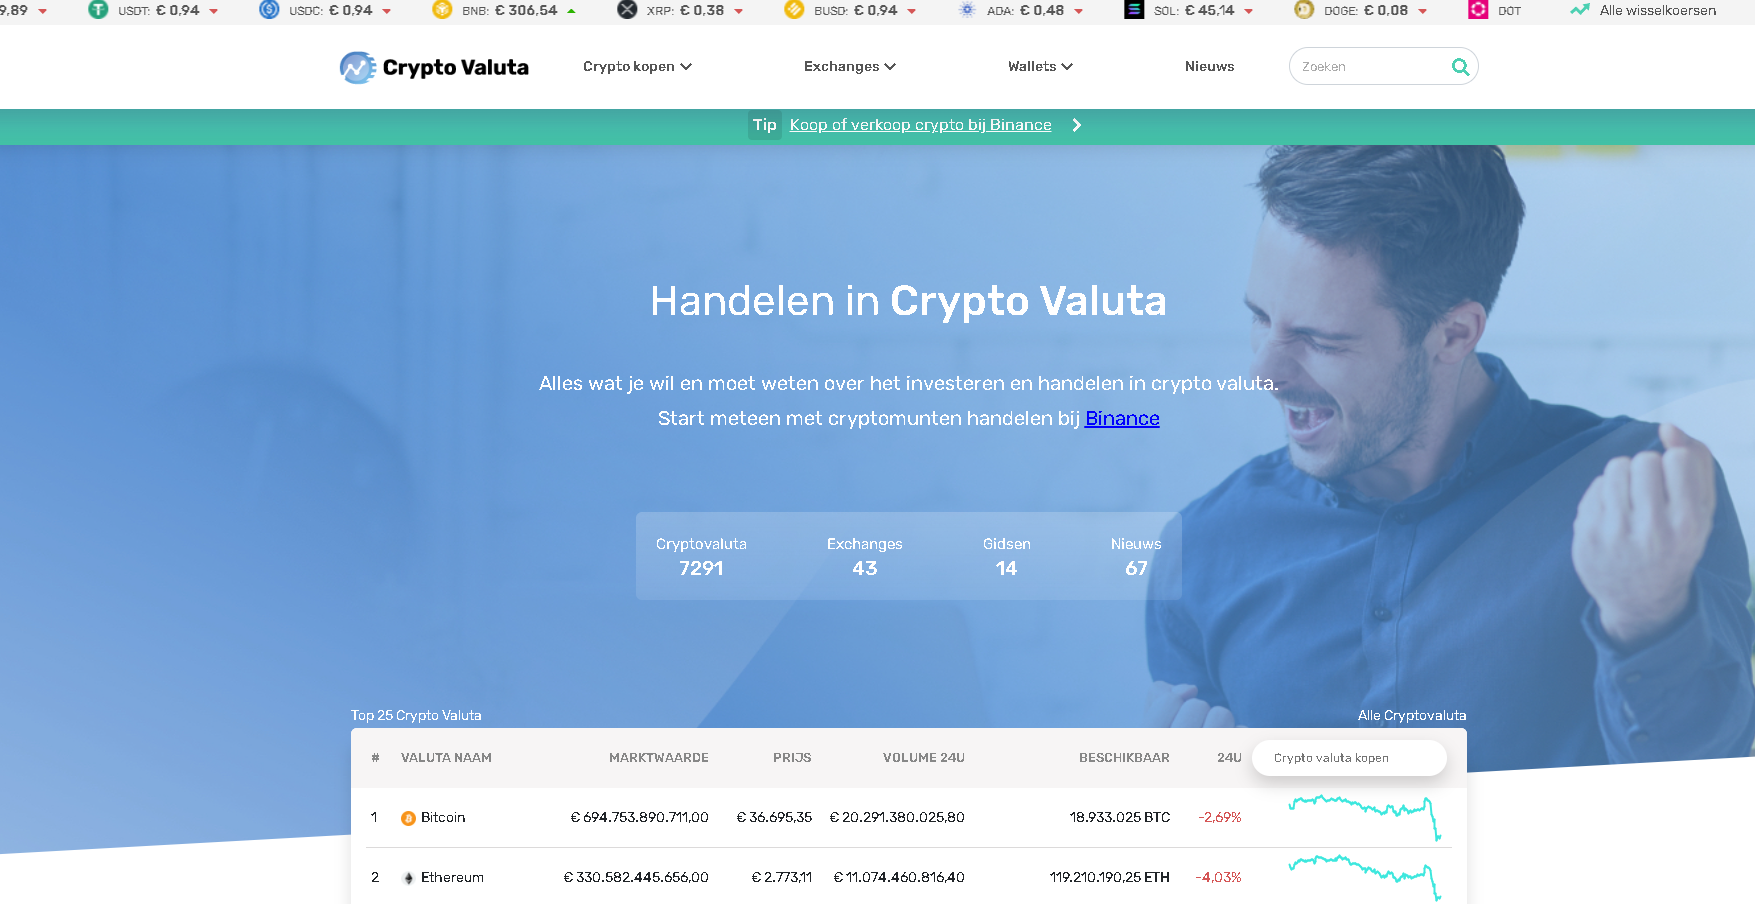 9,89 USDT: € 0,94 USDC: € 0,94 BNB: € 306,54 XRP: € 0,38 BUSD: € 0,94 ADA: € 0,48 SOL: € 45,14 DOGE: € 0,08 DOT Alle wisselkoersen
Crypto Valuta Crypto kopen Exchanges Wallets Nieuws Zoeken
Tip Koop of verkoop crypto bij Binance
Handelen in Crypto Valuta
Alles wat je wil en moet weten over het investeren en handelen in crypto valuta.
Start meteen met cryptomunten handelen bij Binance
Cryptovaluta Exchanges Gidsen Nieuws
7291 43 14 67
Top 25 Crypto Valuta Alle Cryptovaluta
# VALUTA NAAM MARKTWAARDE PRIJS VOLUME 24U BESCHIKBAAR 24U Crypto valuta kopen
1 Bitcoin € 694.753.890.711,00 € 36.695,35 € 20.291.380.025,80 18.933.025 BTC -2,69%
2 Ethereum € 330.582.445.656,00 € 2.773,11 € 11.074.460.816,40 119.210.190,25 ETH -4,03%